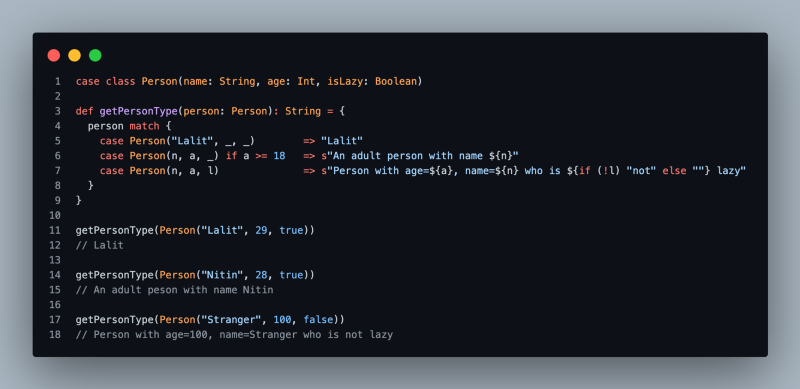 1 case class Person(name: String, age: Int, isLazy: Boolean)
2
3 def getPersonType(person: Person): String = {
4   person match {
5     case Person("Lalit", _, _)        => "Lalit"
6     case Person(n, a, _) if a >= 18   => s"An adult person with name ${n}"
7     case Person(n, a, l)              => s"Person with age=${a}, name=${n} who is ${if (!l) "not" else ""} lazy"
8   }
9 }
10
11 getPersonType(Person("Lalit", 29, true))
12 // Lalit
13
14 getPersonType(Person("Nitin", 28, true))
15 // An adult peson with name Nitin
16
17 getPersonType(Person("Stranger", 100, false))
18 // Person with age=100, name=Stranger who is not lazy